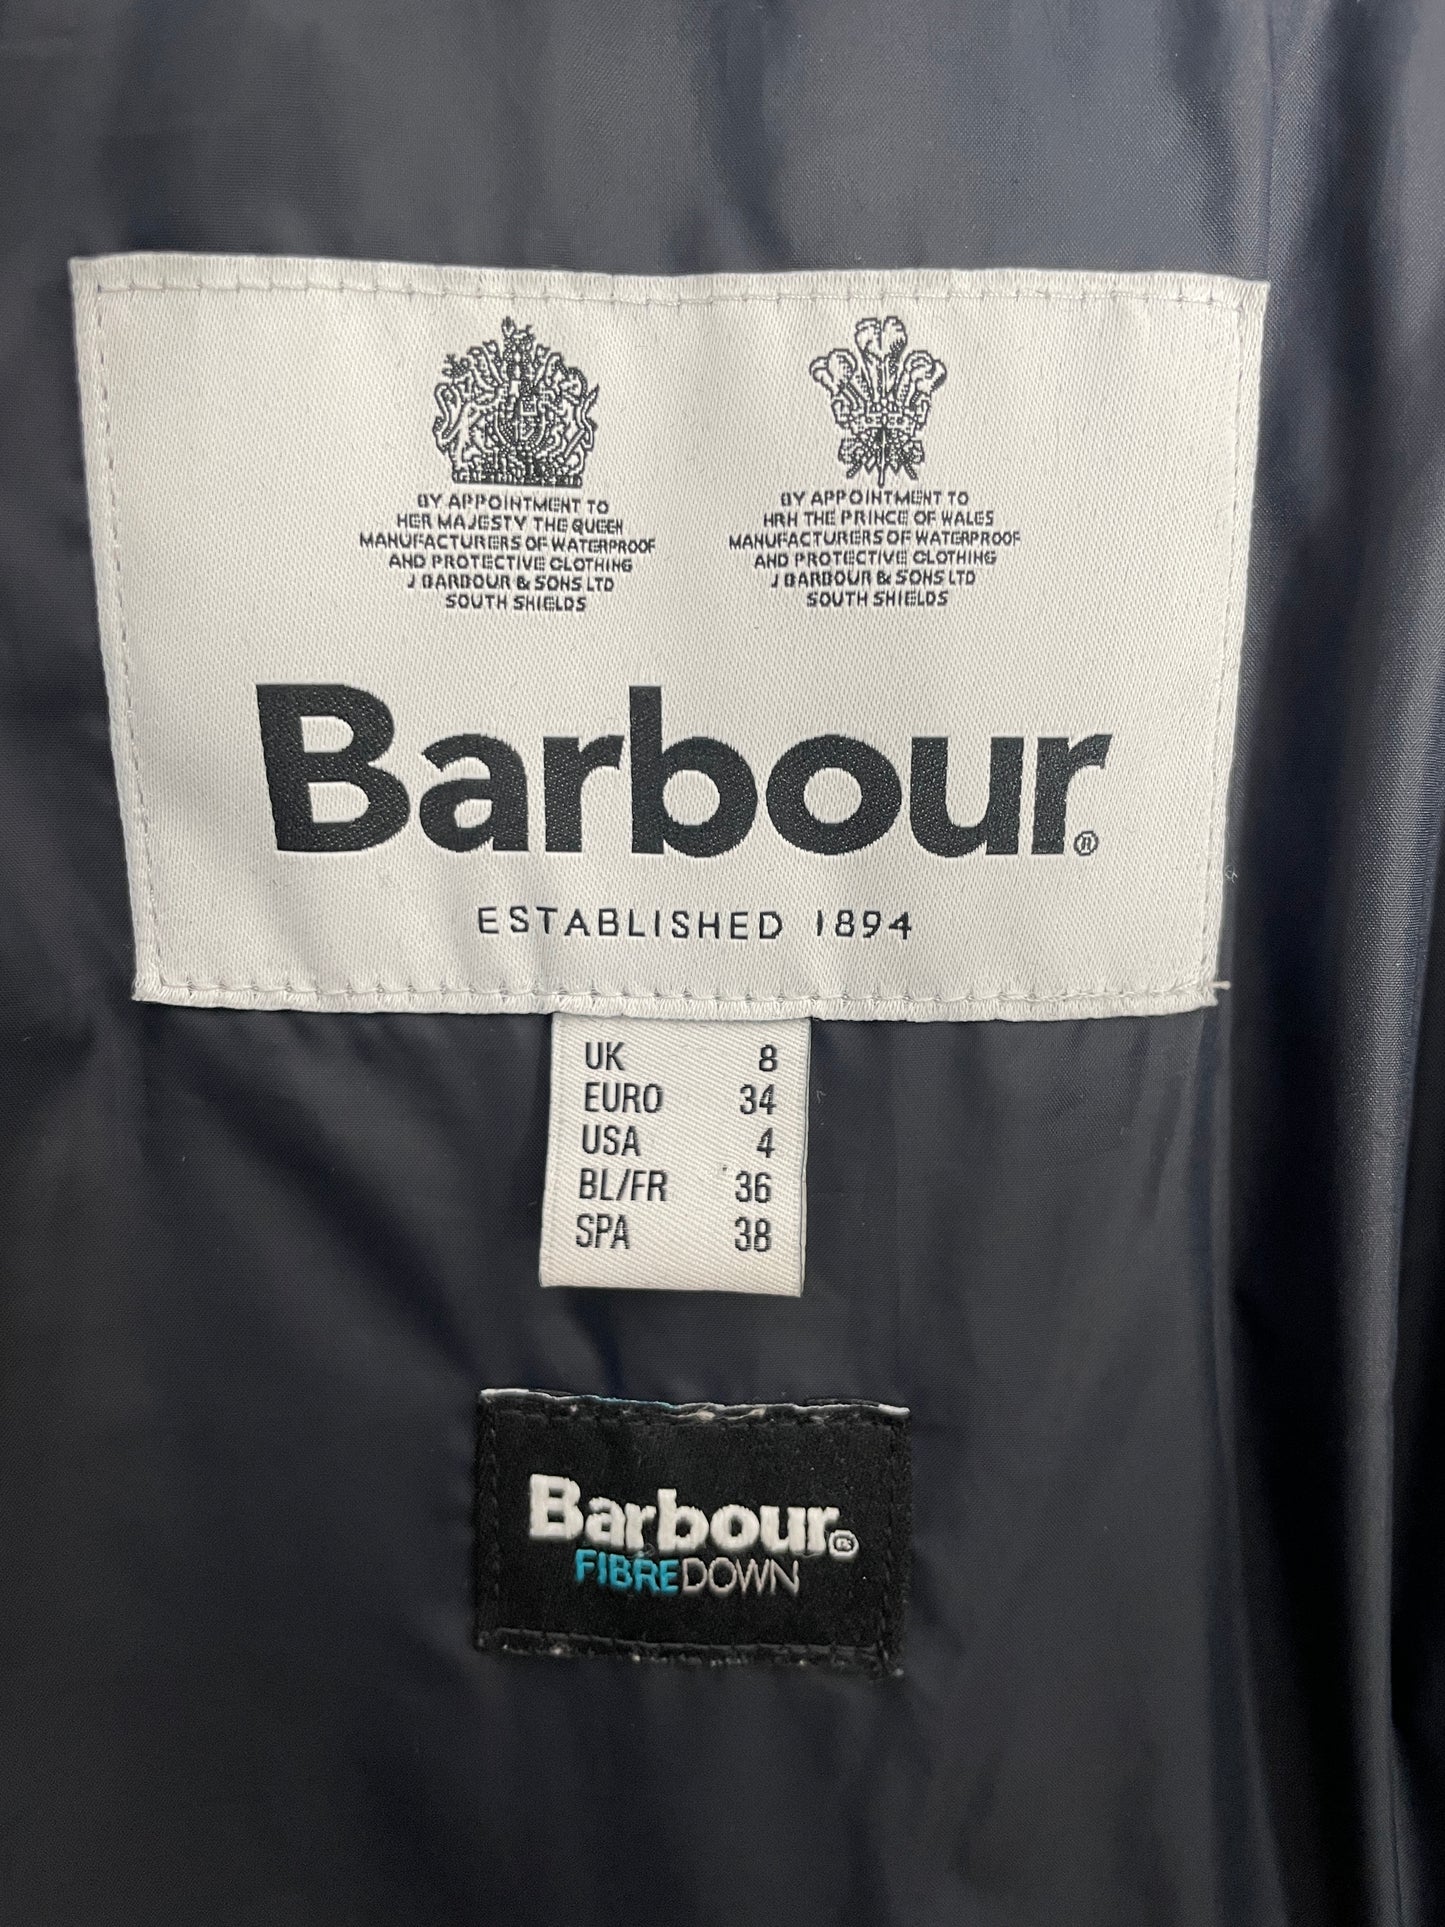 BY APPOINTMENT TO
HER MAJESTY THE QUEEN
MANUFACTURERS OF WATERPROOF
AND PROTECTIVE CLOTHING
J BARBOUR & SONS LTD
SOUTH SHIELDS
BY APPOINTMENT TO
HRH THE PRINCE OF WALES
MANUFACTURERS OF WATERPROOF
AND PROTECTIVE CLOTHING
J BARBOUR & SONS LTD
SOUTH SHIELDS
Barbour®
ESTABLISHED 1894
UK 8
EURO 34
USA 4
BL/FR 36
SPA 38
Barbour®
FIBREDOWN